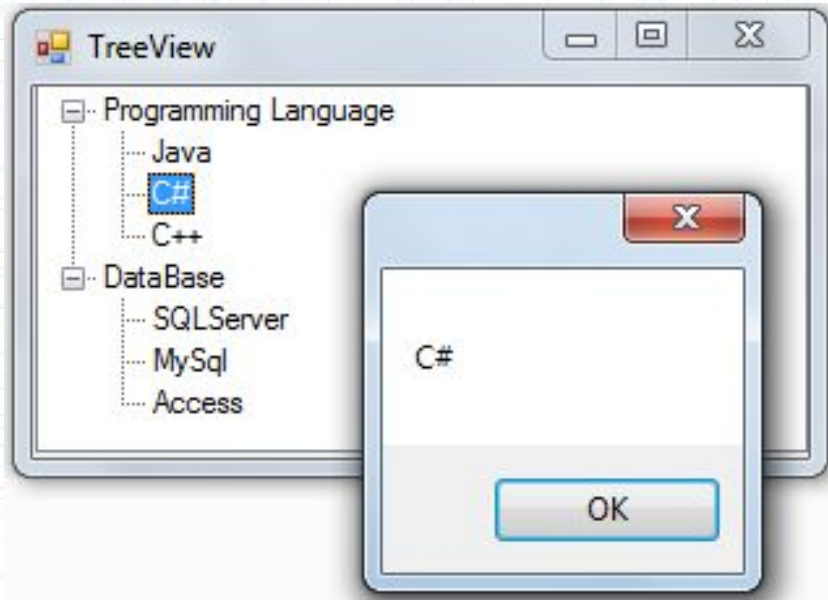 TreeView
Programming Language
Java
C#
C++
DataBase
SQLServer
MySql
Access
C#
OK